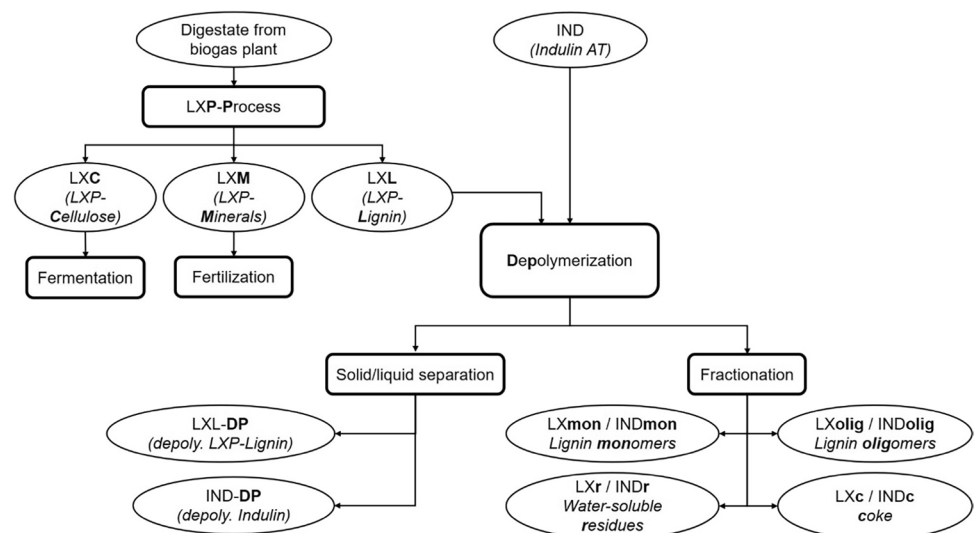 Digestate from
biogas plant
IND
(Indulin AT)
LXP-Process
LXC
(LXP-
Cellulose)
LXM
(LXP-
Minerals)
LXL
(LXP-
Lignin)
Fermentation
Fertilization
Depolymerization
Solid/liquid separation
Fractionation
LXL-DP
(depoly. LXP-Lignin)
LXmon / INDmon
Lignin monomers
LXolig / INDolig
Lignin oligomers
IND-DP
(depoly. Indulin)
LXr / INDr
Water-soluble
residues
LXc / INDc
coke